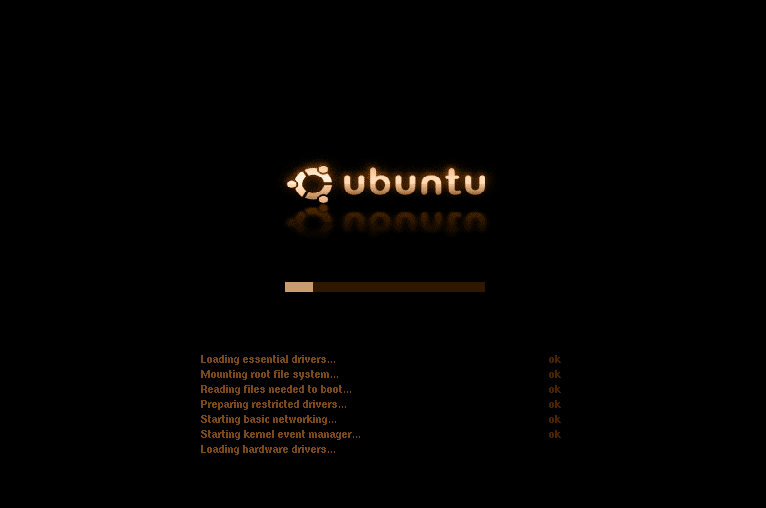 ubuntu
Loading essential drivers... ok
Mounting root file system... ok
Reading files needed to boot... ok
Preparing restricted drivers... ok
Starting basic networking... ok
Starting kernel event manager... ok
Loading hardware drivers...